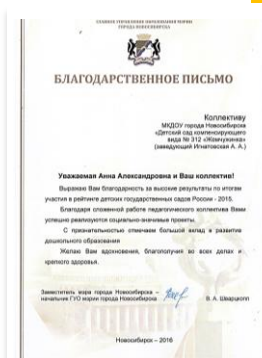 ГЛАВНОЕ УПРАВЛЕНИЕ ОБРАЗОВАНИЯ МЭРИИ
ГОРОДА НОВОСИБИРСКА
БЛАГОДАРСТВЕННОЕ ПИСЬМО
Коллективу
МКДОУ города Новосибирска
«Детский сад компенсирующего
вида № 312 «Жемчужинка»
(заведующий Игнатовская А. А.)
Уважаемая Анна Александровна и Ваш коллектив!
Выражаю Вам благодарность за высокие результаты по итогам
участия в рейтинге детских государственных садов России - 2015.
Благодаря сложенной работе педагогического коллектива Вами
успешно реализуются социально-значимые проекты.
С признательностью отмечаем большой вклад в развитие
дошкольного образования
Желаю Вам вдохновения, благополучия во всех делах и
крепкого здоровья.
Заместитель мэра города Новосибирска –
начальник ГУО мэрии города Новосибирска
В. А. Шварцкопп
Новосибирск – 2016